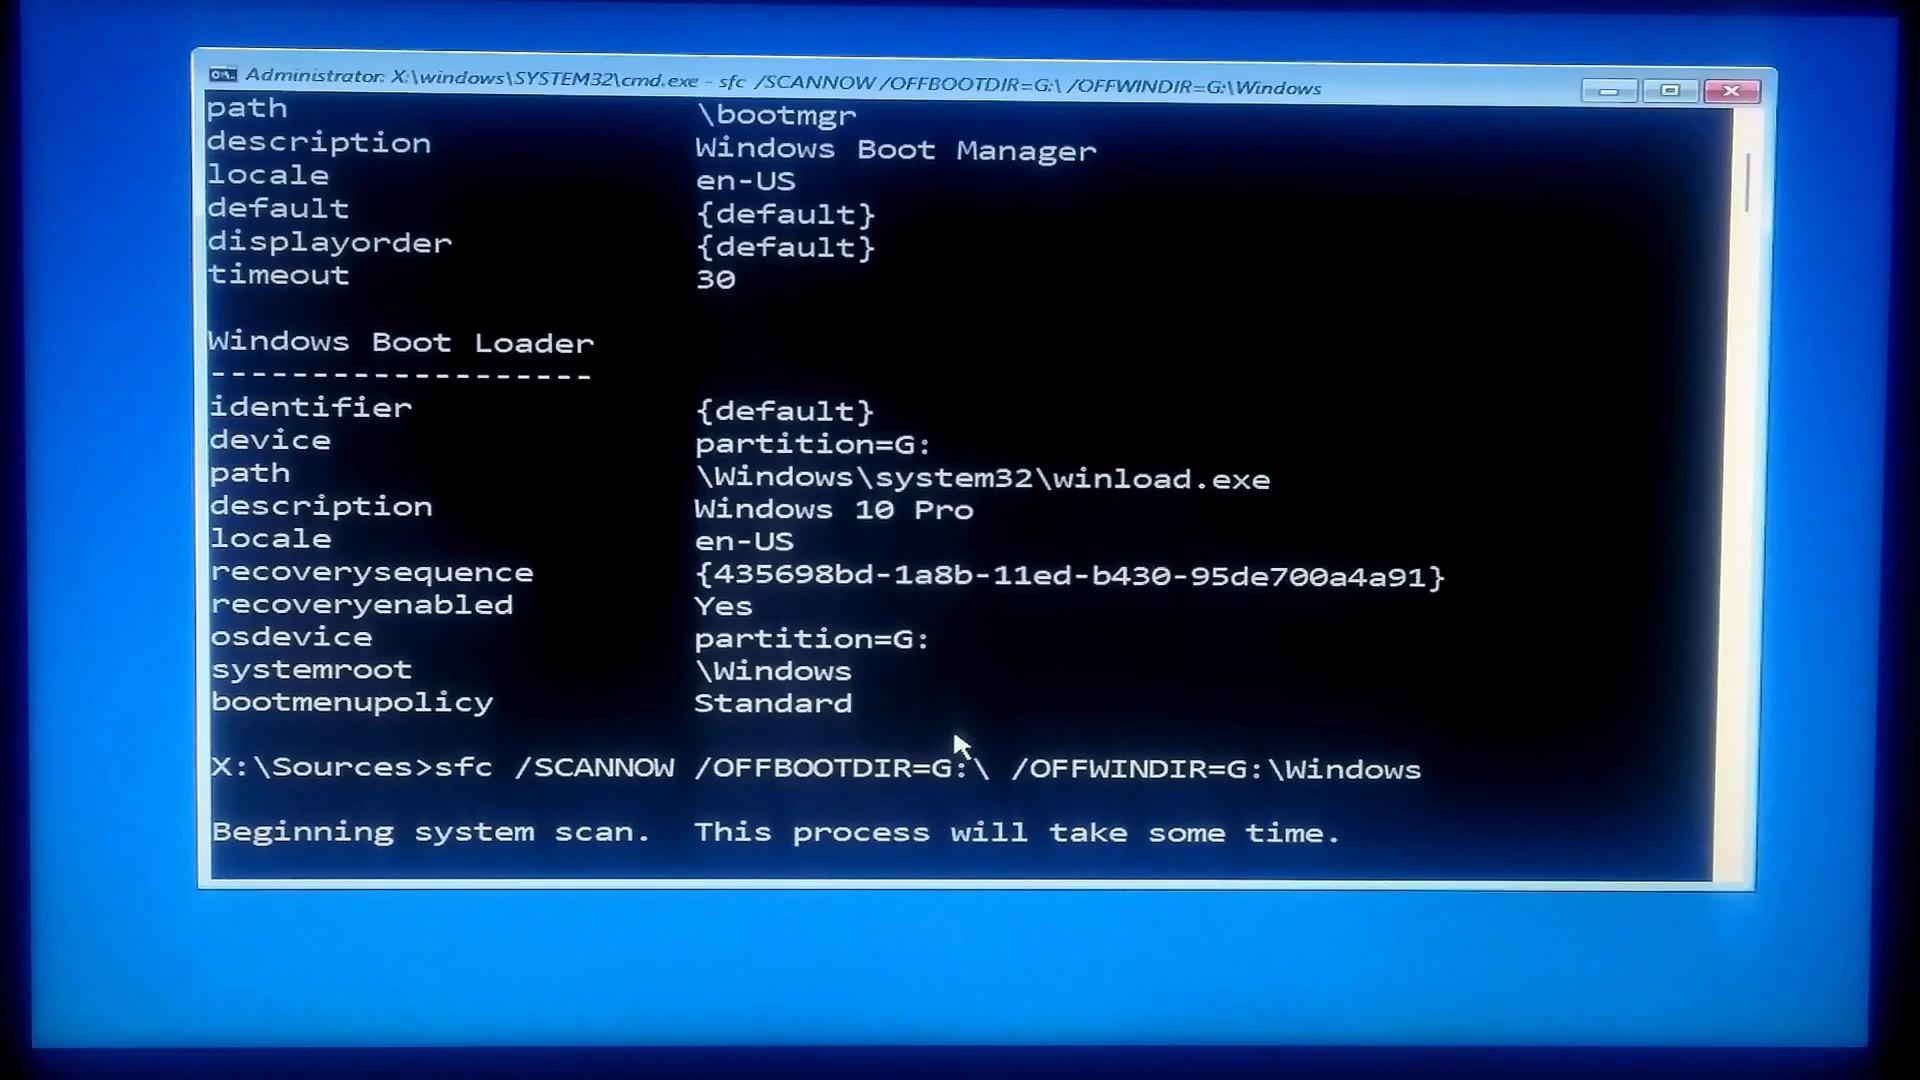 Administrator: X:\windows\SYSTEM32\cmd.exe - sfc /SCANNOW /OFFBOOTDIR=G:\ /OFFWINDIR=G:\Windows
path \bootmgr
description Windows Boot Manager
locale en-US
default {default}
displayorder {default}
timeout 30
Windows Boot Loader
-------------------
identifier {default}
device partition=G:
path \Windows\system32\winload.exe
description Windows 10 Pro
locale en-US
recoverysequence {435698bd-1a8b-11ed-b430-95de700a4a91}
recoveryenabled Yes
osdevice partition=G:
systemroot \Windows
bootmenupolicy Standard
X:\Sources>sfc /SCANNOW /OFFBOOTDIR=G:\ /OFFWINDIR=G:\Windows
Beginning system scan. This process will take some time.